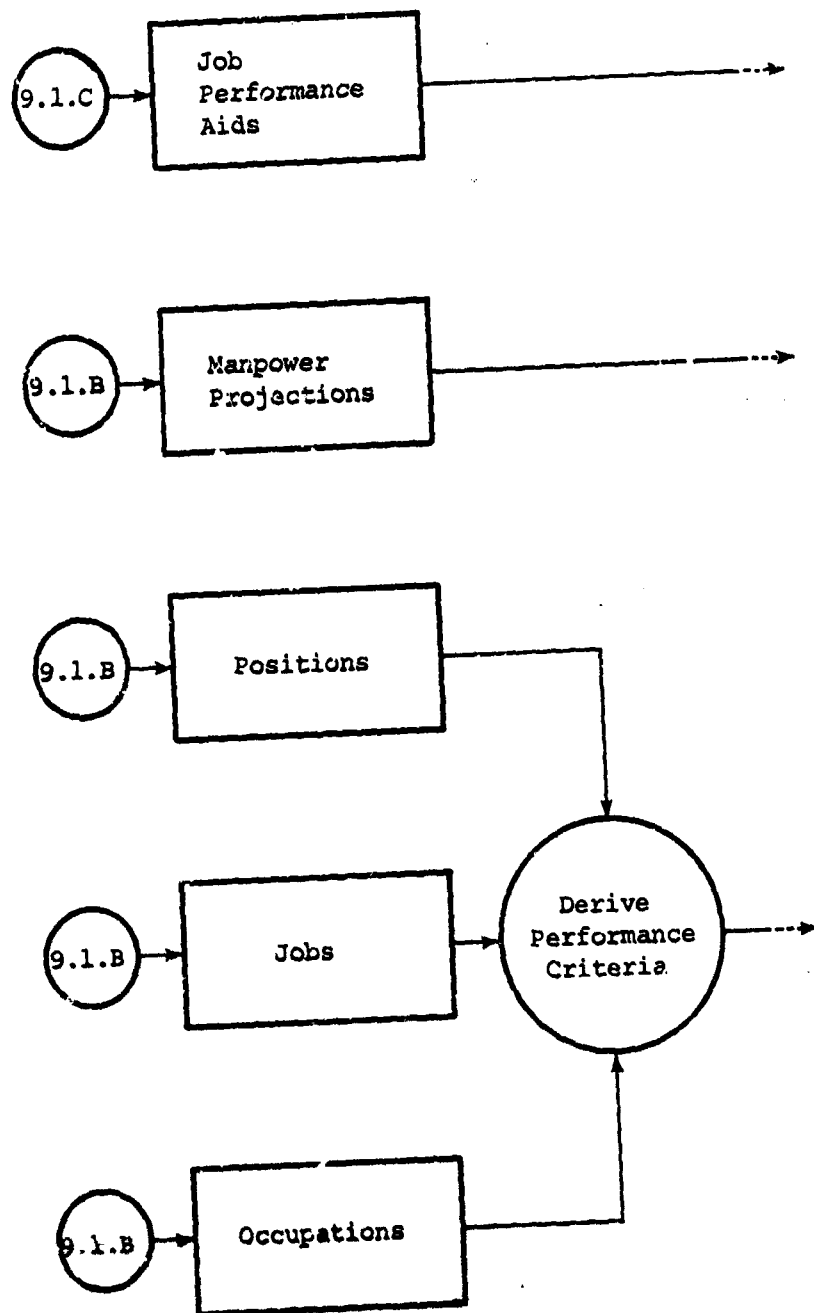 9.1.C
Job
Performance
Aids
9.1.B
Manpower
Projections
9.1.B
Positions
9.1.B
Jobs
Derive
Performance
Criteria
9.1.B
Occupations